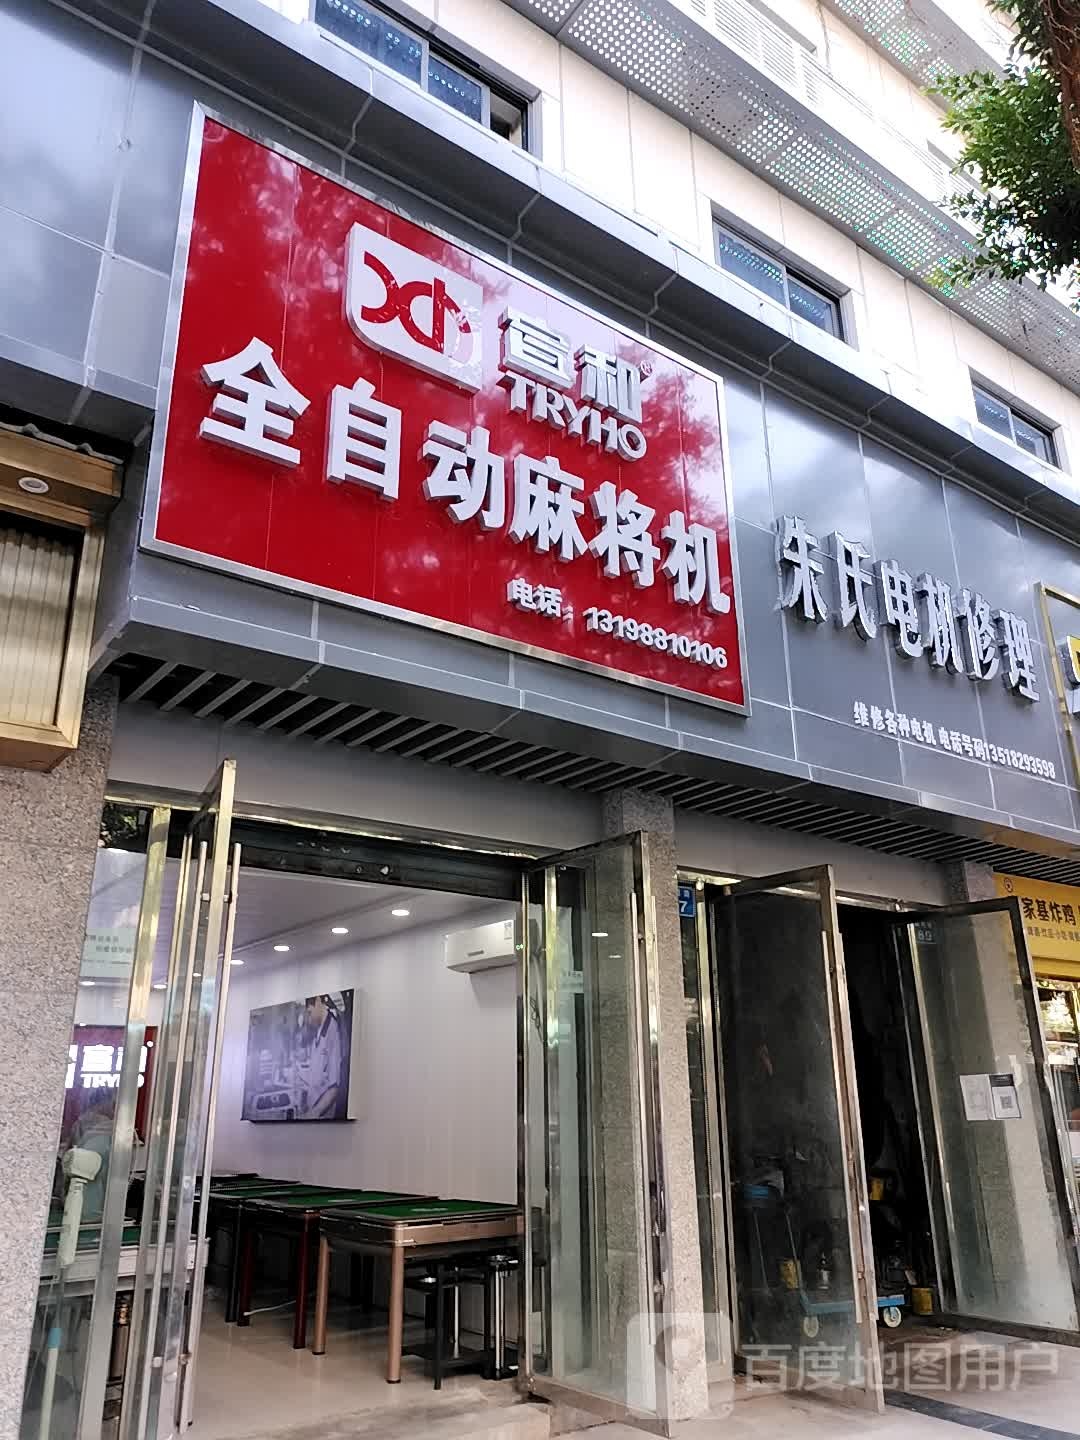 宣和
TRYHO
全自动麻将机
电话：13198810106
朱氏电机修理
维修各种电机 电话号码13518293598
家基炸鸡
宣和
TRYHO
7
89
百度地图用户